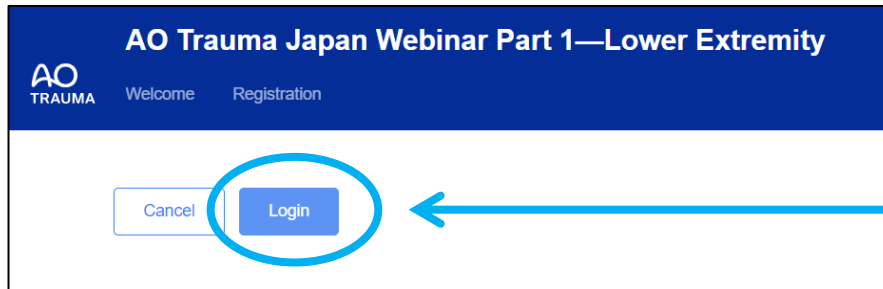 AO Trauma Japan Webinar Part 1—Lower Extremity
AO
TRAUMA
Welcome Registration
Cancel Login